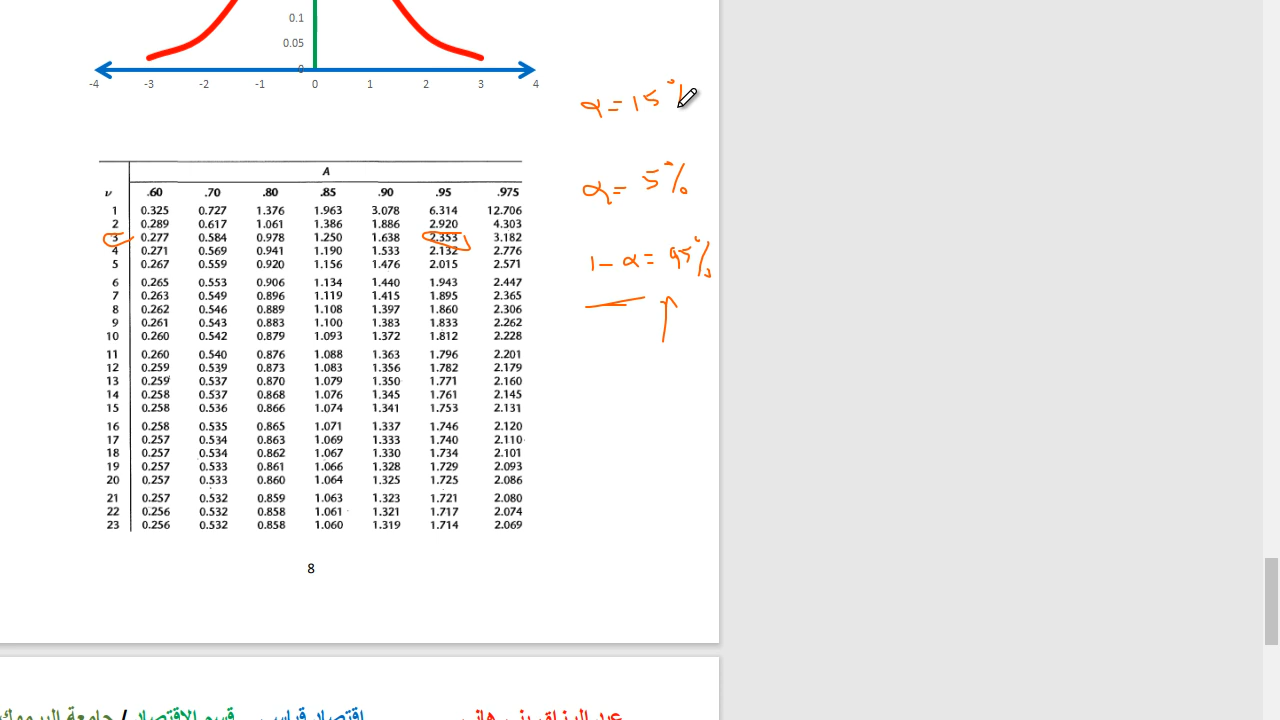 0.1
0.05
0
-4 -3 -2 -1 0 1 2 3 4
α = 15%
α = 5%
1 - α = 95%
A
ν .60 .70 .80 .85 .90 .95 .975
1 0.325 0.727 1.376 1.963 3.078 6.314 12.706
2 0.289 0.617 1.061 1.386 1.886 2.920 4.303
3 0.277 0.584 0.978 1.250 1.638 2.353 3.182
4 0.271 0.569 0.941 1.190 1.533 2.132 2.776
5 0.267 0.559 0.920 1.156 1.476 2.015 2.571
6 0.265 0.553 0.906 1.134 1.440 1.943 2.447
7 0.263 0.549 0.896 1.119 1.415 1.895 2.365
8 0.262 0.546 0.889 1.108 1.397 1.860 2.306
9 0.261 0.543 0.883 1.100 1.383 1.833 2.262
10 0.260 0.542 0.879 1.093 1.372 1.812 2.228
11 0.260 0.540 0.876 1.088 1.363 1.796 2.201
12 0.259 0.539 0.873 1.083 1.356 1.782 2.179
13 0.259 0.537 0.870 1.079 1.350 1.771 2.160
14 0.258 0.537 0.868 1.076 1.345 1.761 2.145
15 0.258 0.536 0.866 1.074 1.341 1.753 2.131
16 0.258 0.535 0.865 1.071 1.337 1.746 2.120
17 0.257 0.534 0.863 1.069 1.333 1.740 2.110
18 0.257 0.534 0.862 1.067 1.330 1.734 2.101
19 0.257 0.533 0.861 1.066 1.328 1.729 2.093
20 0.257 0.533 0.860 1.064 1.325 1.725 2.086
21 0.257 0.532 0.859 1.063 1.323 1.721 2.080
22 0.256 0.532 0.858 1.061 1.321 1.717 2.074
23 0.256 0.532 0.858 1.060 1.319 1.714 2.069
8
عبد الرزاق بني هاني اقتصاد قياسي قسم الاقتصاد / جامعة اليرموك